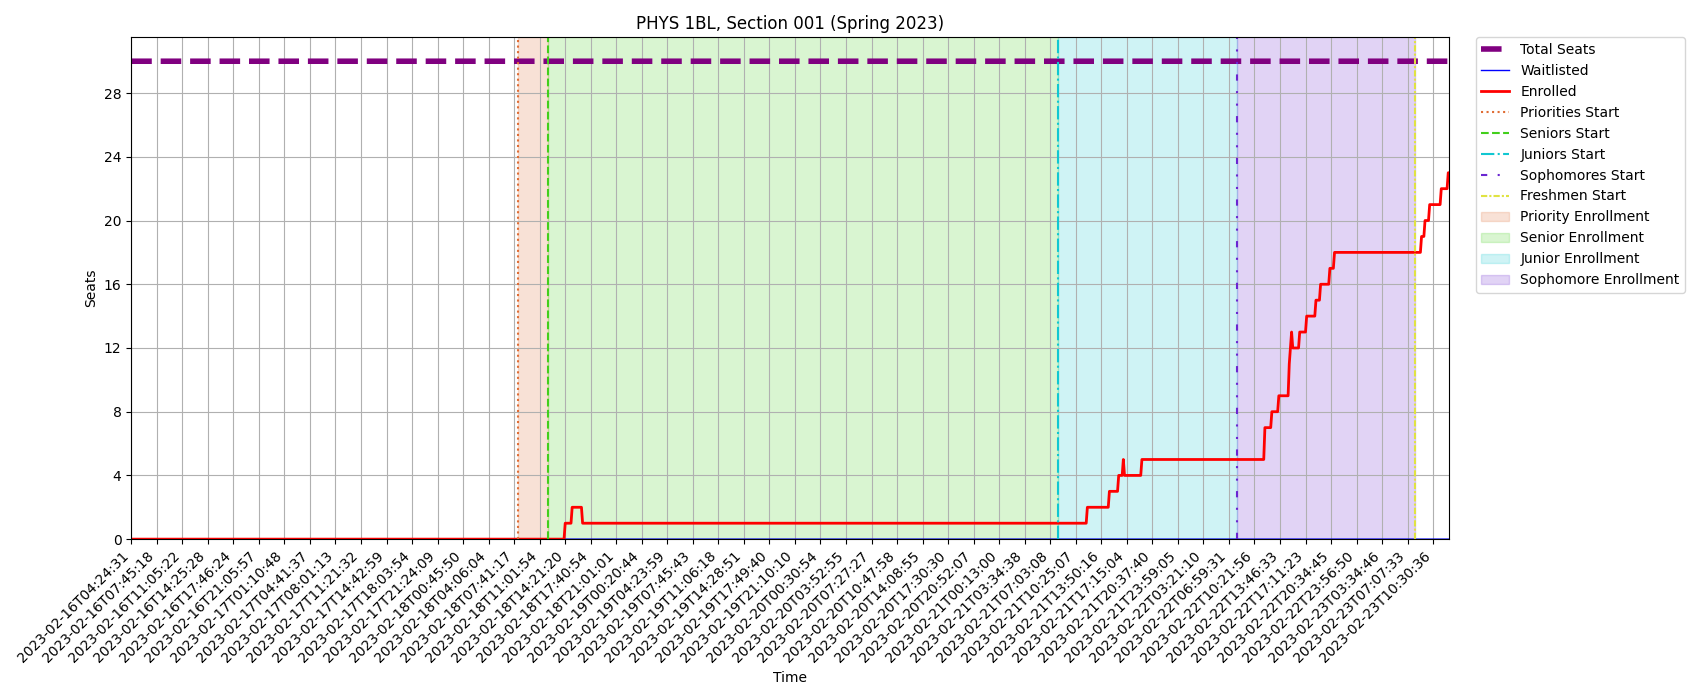 PHYS 1BL, Section 001 (Spring 2023)
Seats
28
24
20
16
12
8
4
0
2023-02-16T04:24:31
2023-02-16T07:45:18
2023-02-16T11:05:22
2023-02-16T14:25:28
2023-02-16T17:46:24
2023-02-16T21:05:57
2023-02-17T01:10:48
2023-02-17T04:41:37
2023-02-17T08:01:13
2023-02-17T11:21:32
2023-02-17T14:42:59
2023-02-17T18:03:54
2023-02-17T21:24:09
2023-02-18T00:45:50
2023-02-18T04:06:04
2023-02-18T07:41:17
2023-02-18T11:01:54
2023-02-18T14:21:20
2023-02-18T17:40:54
2023-02-18T21:01:01
2023-02-19T00:20:44
2023-02-19T04:23:59
2023-02-19T07:45:43
2023-02-19T11:06:18
2023-02-19T14:28:51
2023-02-19T17:49:40
2023-02-19T21:10:10
2023-02-20T00:30:54
2023-02-20T03:52:55
2023-02-20T07:27:27
2023-02-20T10:47:58
2023-02-20T14:08:55
2023-02-20T17:30:30
2023-02-20T20:52:07
2023-02-21T00:13:00
2023-02-21T03:34:38
2023-02-21T07:03:08
2023-02-21T10:25:07
2023-02-21T13:50:16
2023-02-21T17:15:04
2023-02-21T20:37:40
2023-02-21T23:59:05
2023-02-22T03:21:10
2023-02-22T06:59:31
2023-02-22T10:21:56
2023-02-22T13:46:33
2023-02-22T17:11:23
2023-02-22T20:34:45
2023-02-22T23:56:50
2023-02-23T03:34:46
2023-02-23T07:07:33
2023-02-23T10:30:36
Time
Total Seats
Waitlisted
Enrolled
Priorities Start
Seniors Start
Juniors Start
Sophomores Start
Freshmen Start
Priority Enrollment
Senior Enrollment
Junior Enrollment
Sophomore Enrollment